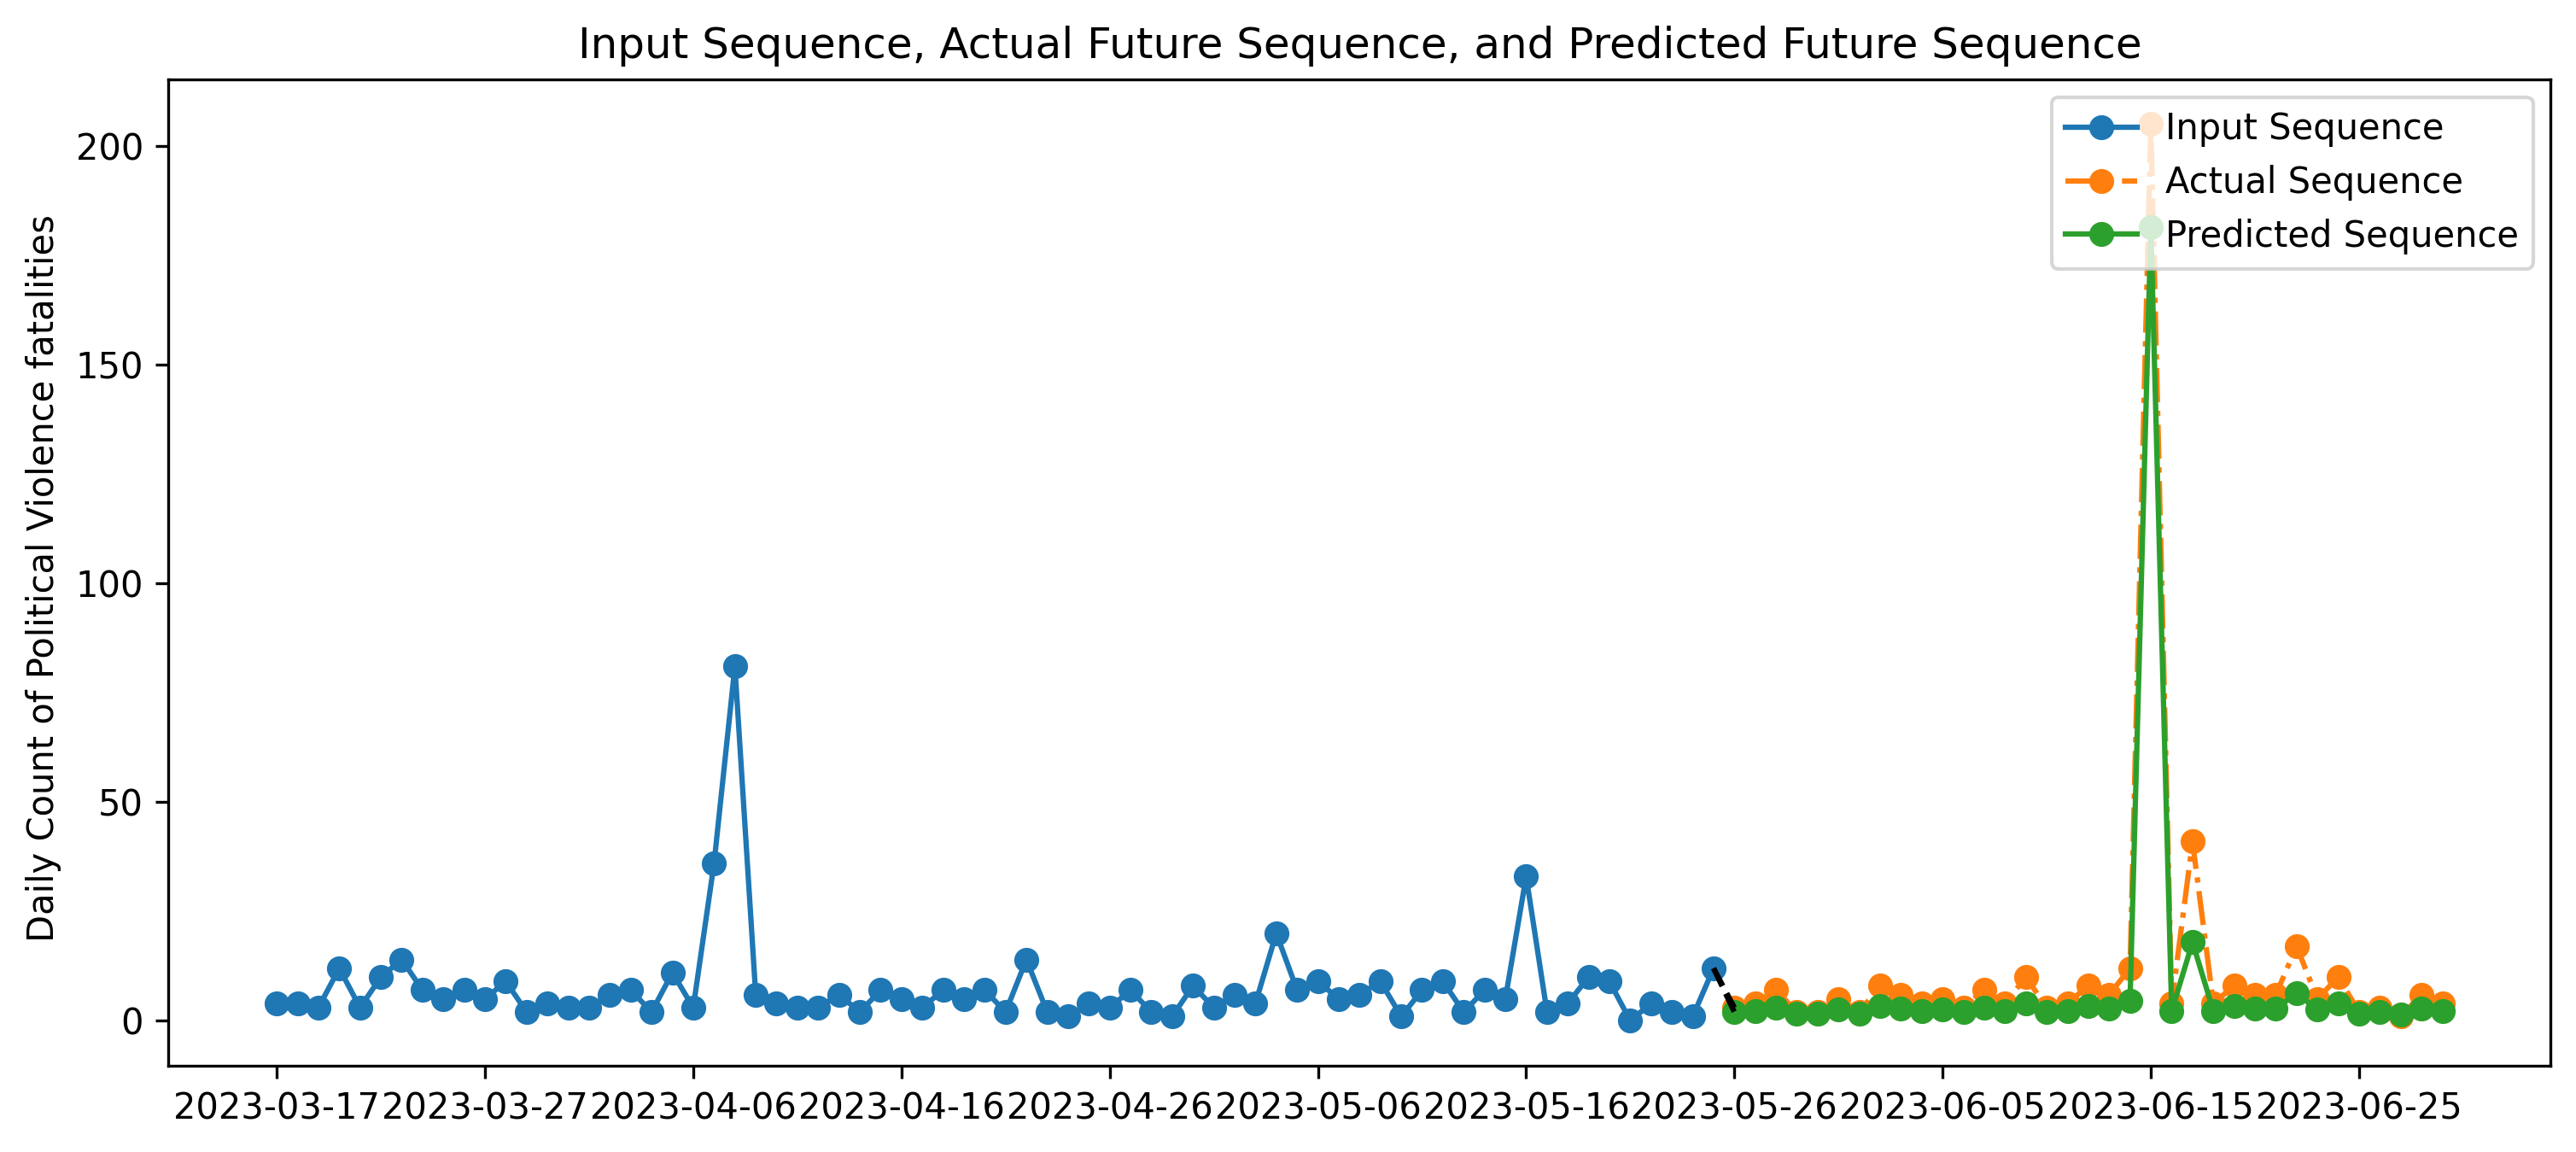 Input Sequence, Actual Future Sequence, and Predicted Future Sequence
Daily Count of Political Violence fatalities
200
150
100
50
0
Input Sequence
Actual Sequence
Predicted Sequence
2023-03-17 2023-03-27 2023-04-06 2023-04-16 2023-04-26 2023-05-06 2023-05-16 2023-05-26 2023-06-05 2023-06-15 2023-06-25